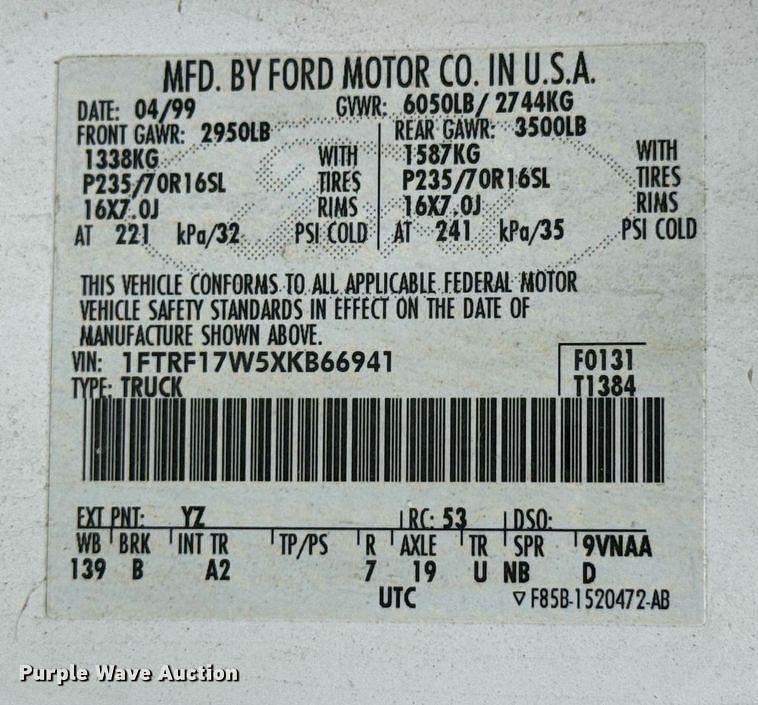 MFD. BY FORD MOTOR CO. IN U.S.A.
DATE: 04/99 GVWR: 6050LB/ 2744KG
FRONT GAWR: 2950LB REAR GAWR: 3500LB
1338KG WITH 1587KG WITH
P235/70R16SL TIRES P235/70R16SL TIRES
16X7.0J RIMS 16X7.0J RIMS
AT 221 kPa/32 PSI COLD AT 241 kPa/35 PSI COLD
THIS VEHICLE CONFORMS TO ALL APPLICABLE FEDERAL MOTOR
VEHICLE SAFETY STANDARDS IN EFFECT ON THE DATE OF
MANUFACTURE SHOWN ABOVE.
VIN: 1FTRF17W5XKB66941 F0131
TYPE: TRUCK T1384
EXT PNT: YZ RC: 53 DSO:
WB BRK INT TR TP/PS R AXLE TR SPR 9VNAA
139 B A2 7 19 U NB D
UTC ▽ F85B-1520472-AB
Purple Wave Auction